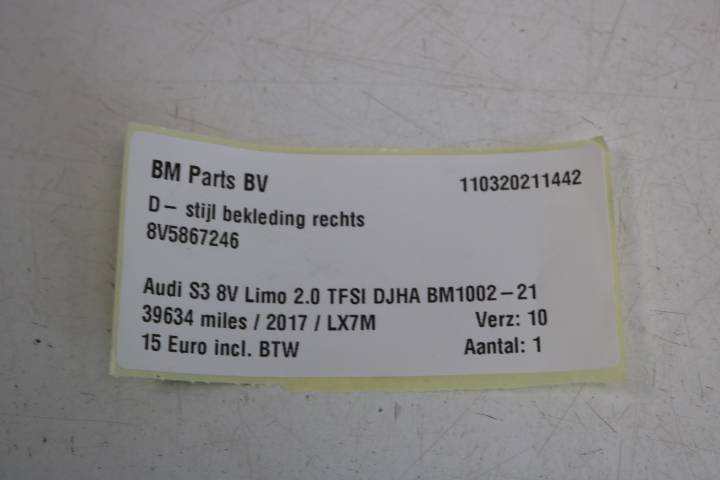 BM Parts BV 110320211442
D- stijl bekleding rechts
8V5867246
Audi S3 8V Limo 2.0 TFSI DJHA BM1002-21
39634 miles / 2017 / LX7M Verz: 10
15 Euro incl. BTW Aantal: 1